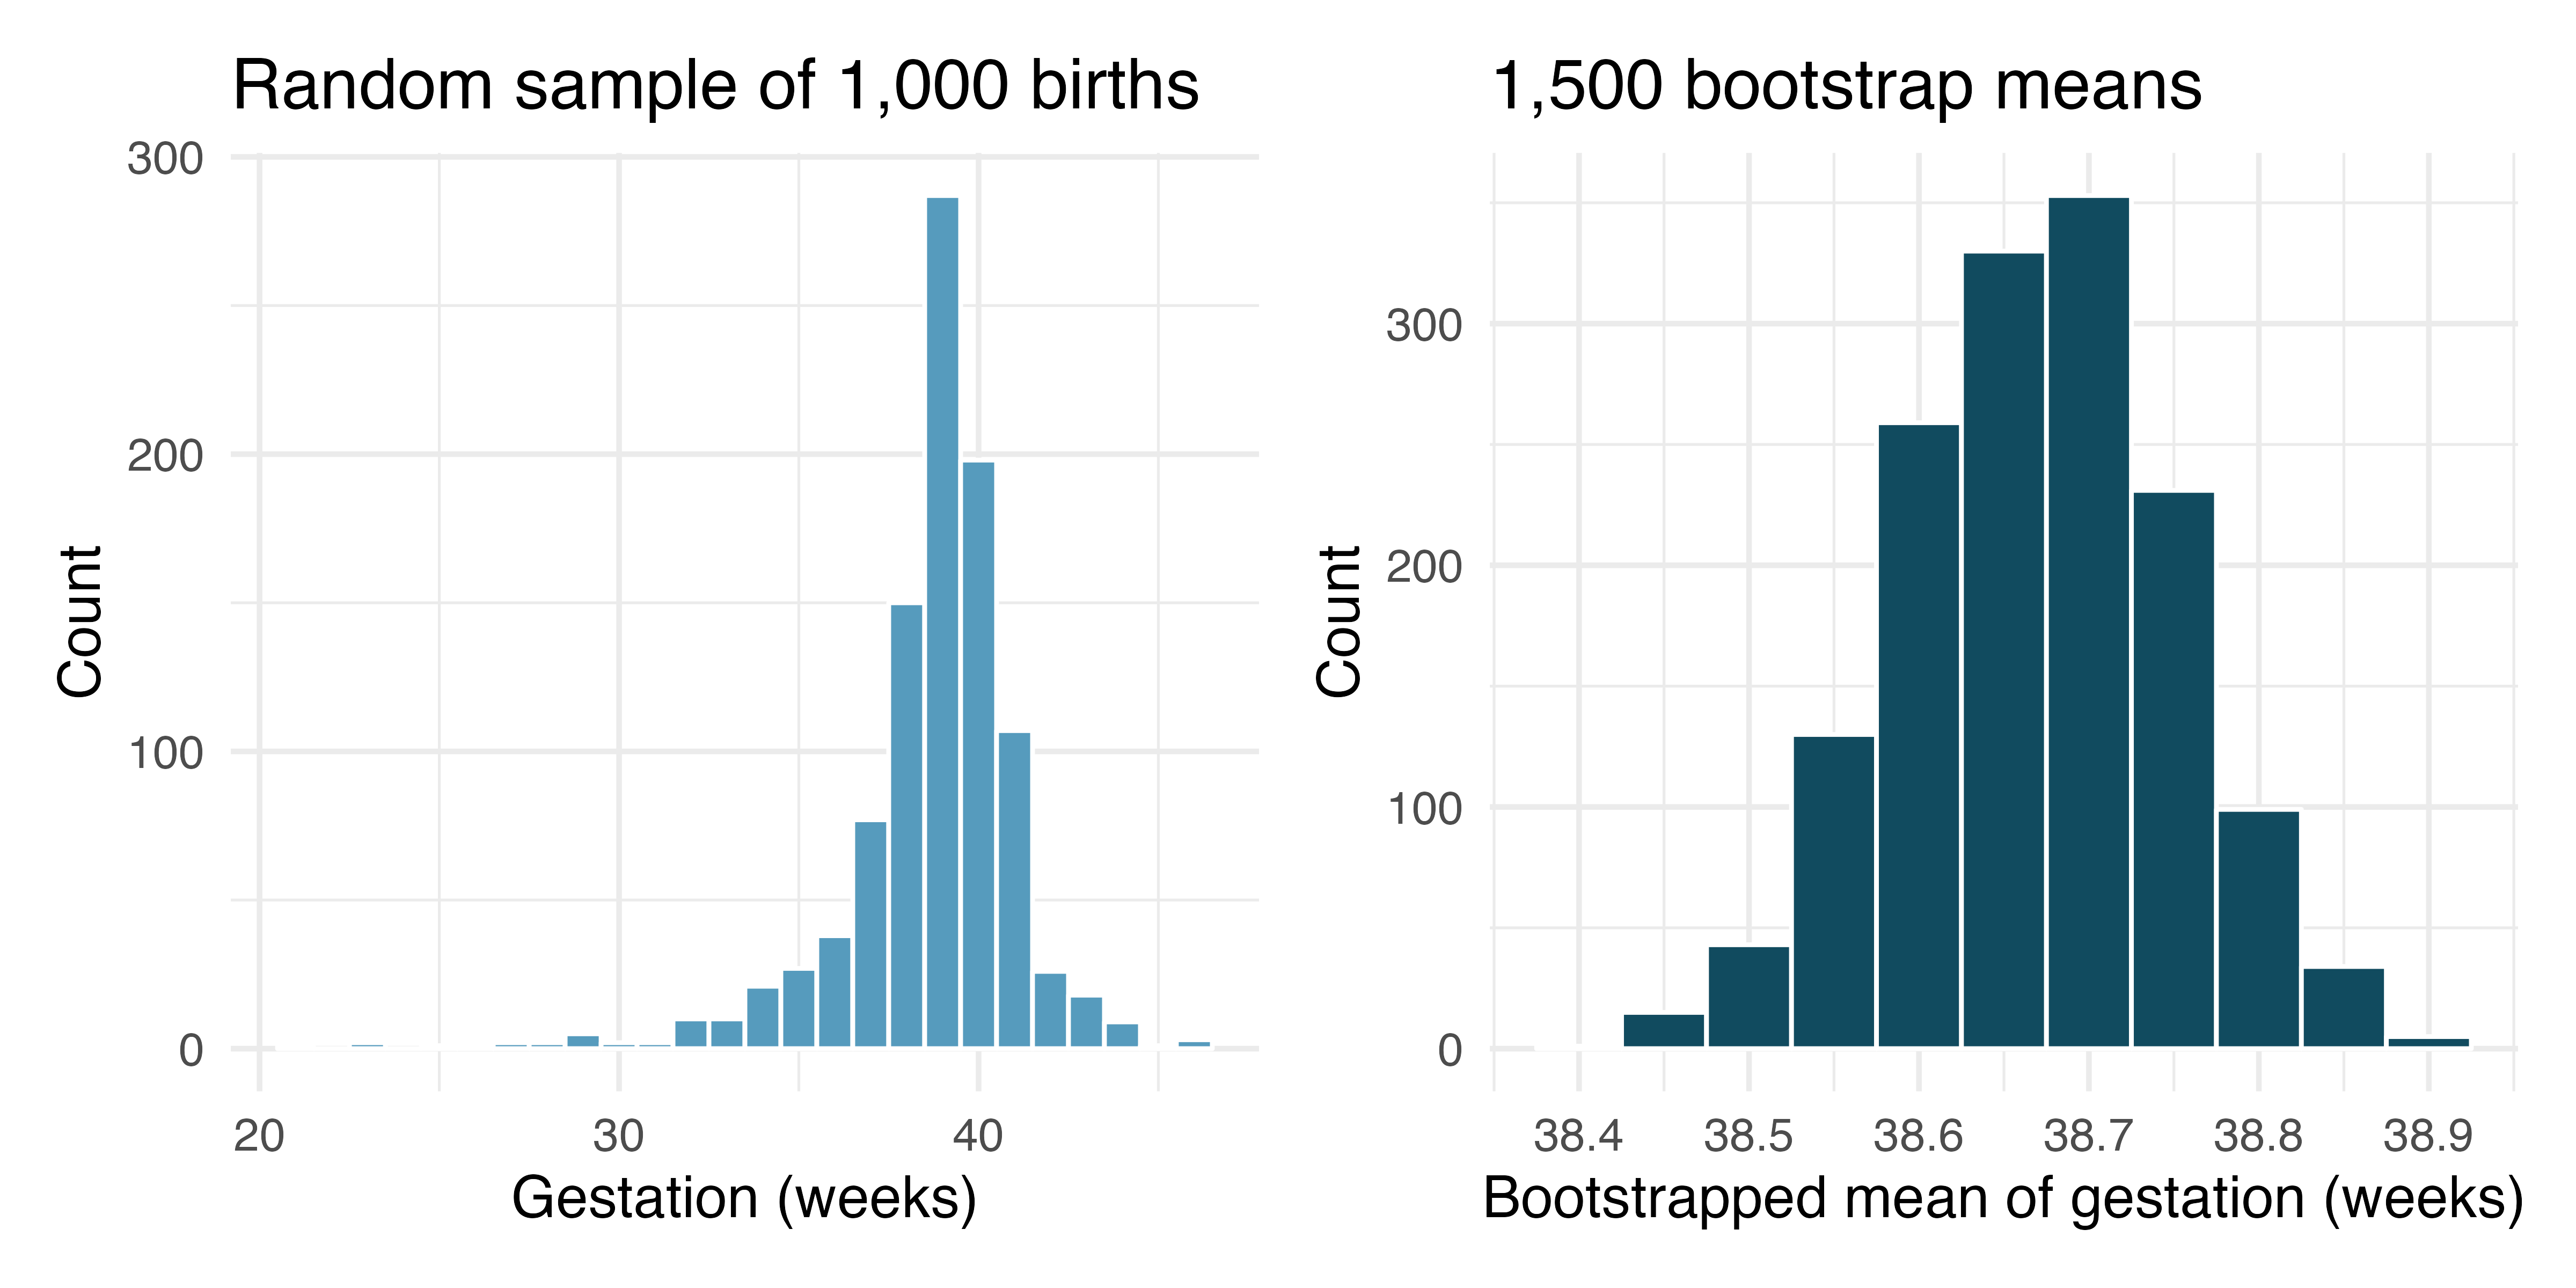 Random sample of 1,000 births
300
200
100
0
Count
20 30 40
Gestation (weeks)
1,500 bootstrap means
300
200
100
0
Count
38.4 38.5 38.6 38.7 38.8 38.9
Bootstrapped mean of gestation (weeks)